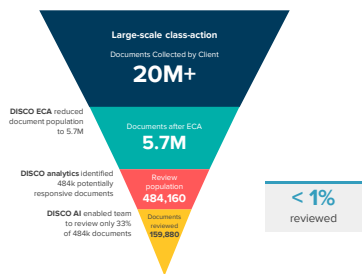 Large-scale class-action
Documents Collected by Client
20M+
DISCO ECA reduced
document population
to 5.7M
Documents after ECA
5.7M
DISCO analytics identified
484k potentially
responsive documents
Review
population
484,160
DISCO AI enabled team
to review only 33%
of 484k documents
Documents
reviewed
159,880
< 1%
reviewed